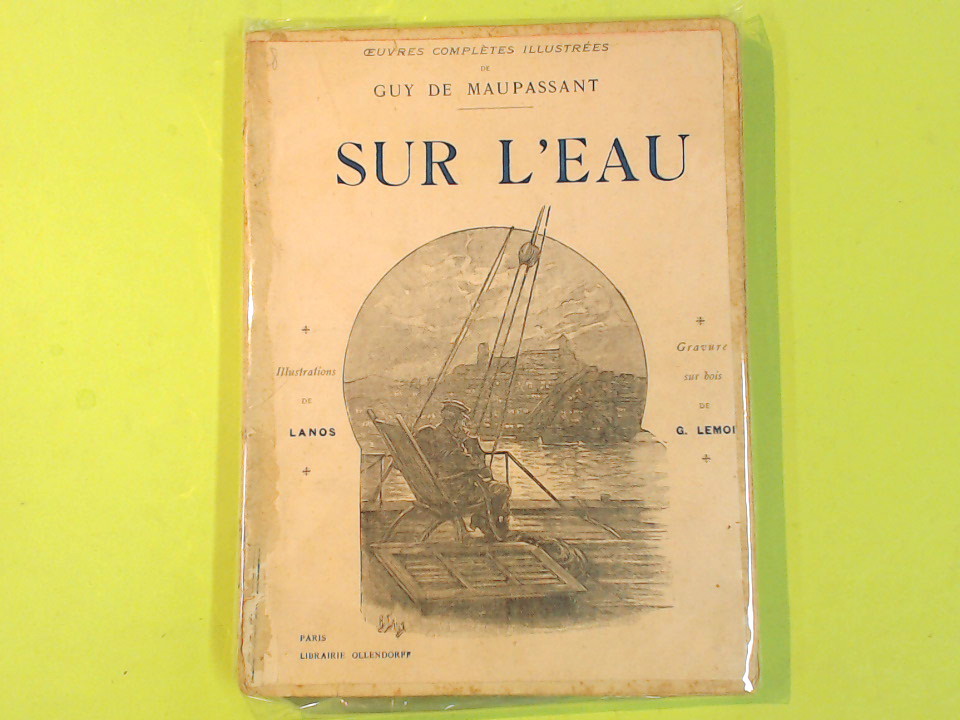 8
ŒUVRES COMPLÈTES ILLUSTRÉES
DE
GUY DE MAUPASSANT
SUR L'EAU
Illustrations
DE
LANOS
Gravure
sur bois
DE
G. LEMOI
PARIS
LIBRAIRIE OLLENDORFF